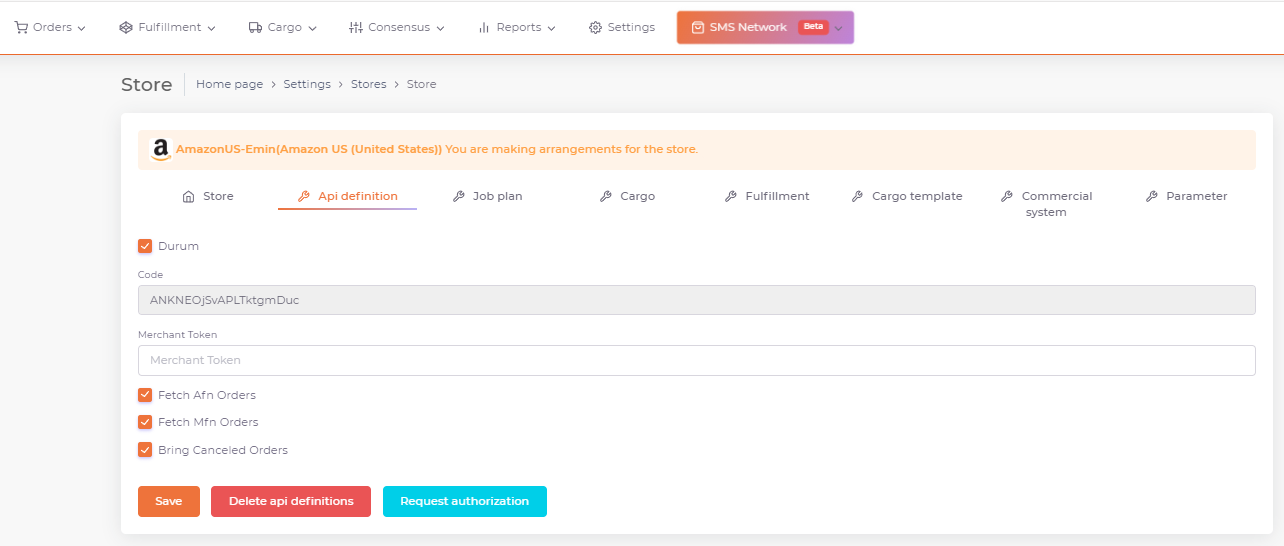 Orders Fulfillment Cargo Consensus Reports Settings SMS Network Beta
Store Home page > Settings > Stores > Store
a AmazonUS-Emin(Amazon US (United States)) You are making arrangements for the store.
Store Api definition Job plan Cargo Fulfillment Cargo template Commercial system Parameter
Durum
Code
ANKNEOjSvAPLTktgmDuc
Merchant Token
Merchant Token
Fetch Afn Orders
Fetch Mfn Orders
Bring Canceled Orders
Save Delete api definitions Request authorization